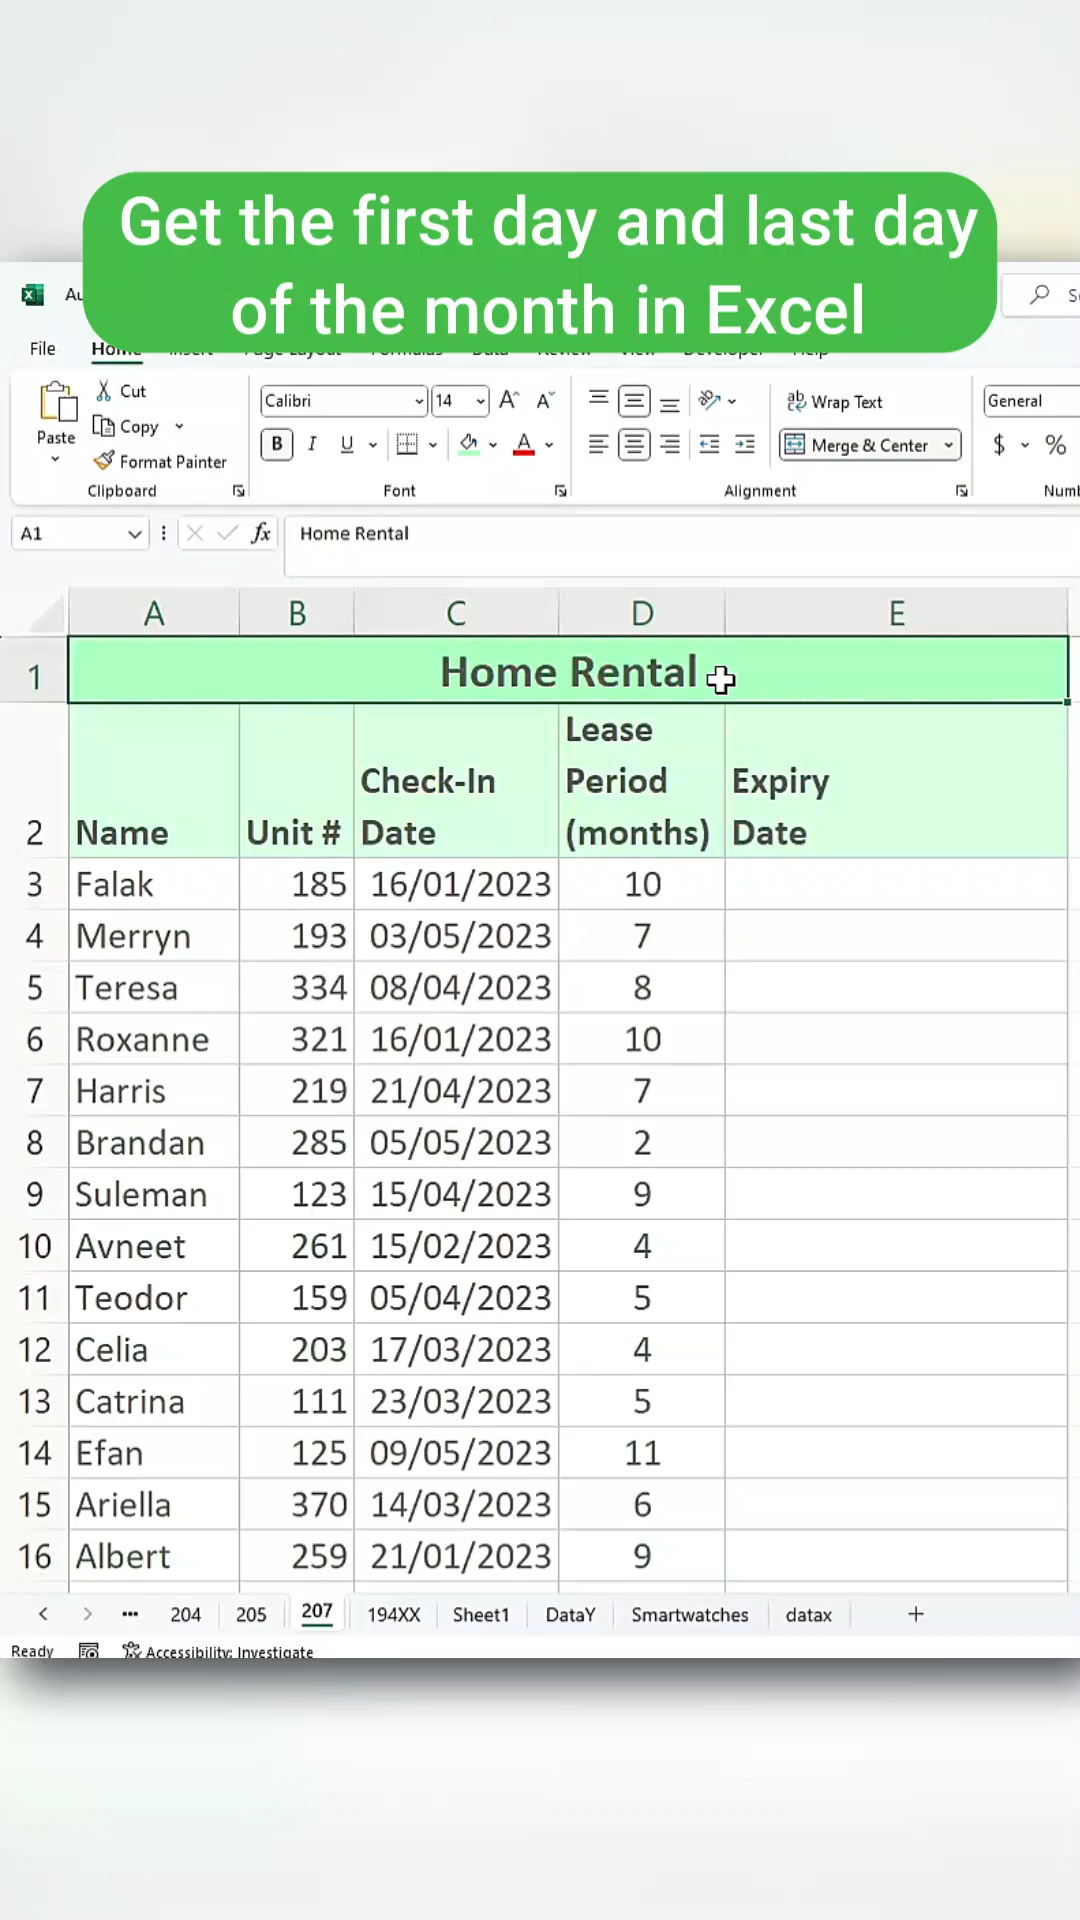 Get the first day and last day
of the month in Excel
File Home
Paste
Cut
Copy
Format Painter
Clipboard
Calibri 14
B I U A
Font
Wrap Text
Merge & Center
Alignment
General
$ %
A1 fx Home Rental
A B C D E
1 Home Rental
2 Name Unit # Check-In Date Lease Period (months) Expiry Date
3 Falak 185 16/01/2023 10
4 Merryn 193 03/05/2023 7
5 Teresa 334 08/04/2023 8
6 Roxanne 321 16/01/2023 10
7 Harris 219 21/04/2023 7
8 Brandan 285 05/05/2023 2
9 Suleman 123 15/04/2023 9
10 Avneet 261 15/02/2023 4
11 Teodor 159 05/04/2023 5
12 Celia 203 17/03/2023 4
13 Catrina 111 23/03/2023 5
14 Efan 125 09/05/2023 11
15 Ariella 370 14/03/2023 6
16 Albert 259 21/01/2023 9
204 205 207 194XX Sheet1 DataY Smartwatches datax
Ready Accessibility: Investigate